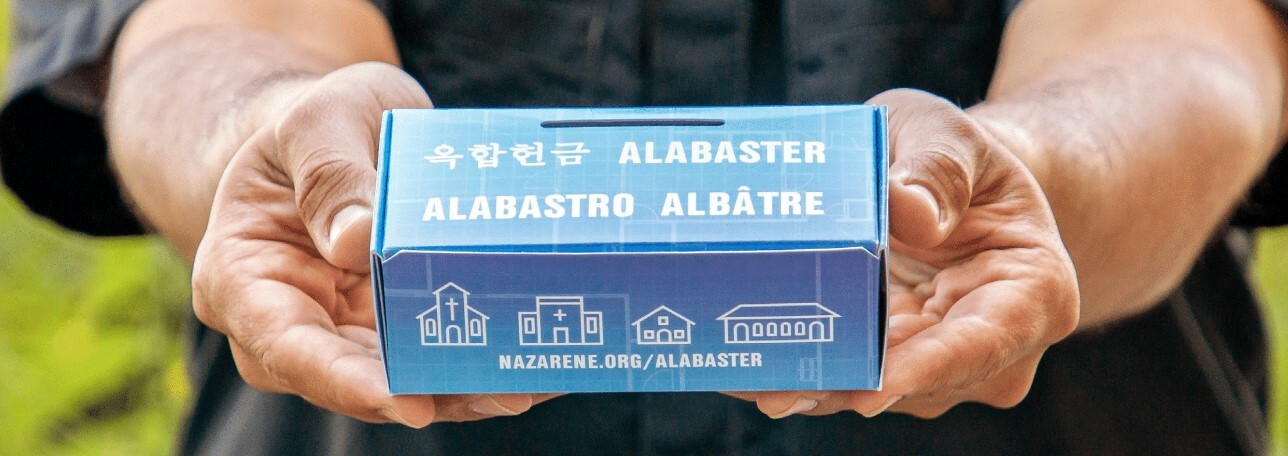 옥합헌금 ALABASTER
ALABASTRO ALBÂTRE
NAZARENE.ORG/ALABASTER